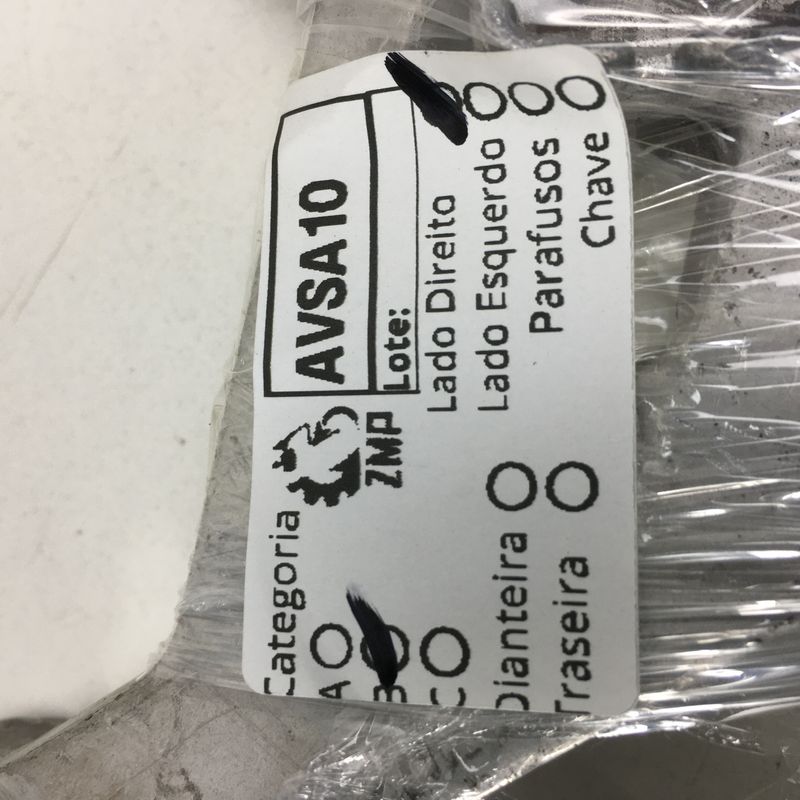 Categoria
A
B
C
Dianteira
Traseira
ZMP
AVSA10
Lote:
Lado Direito
Lado Esquerdo
Parafusos
Chave